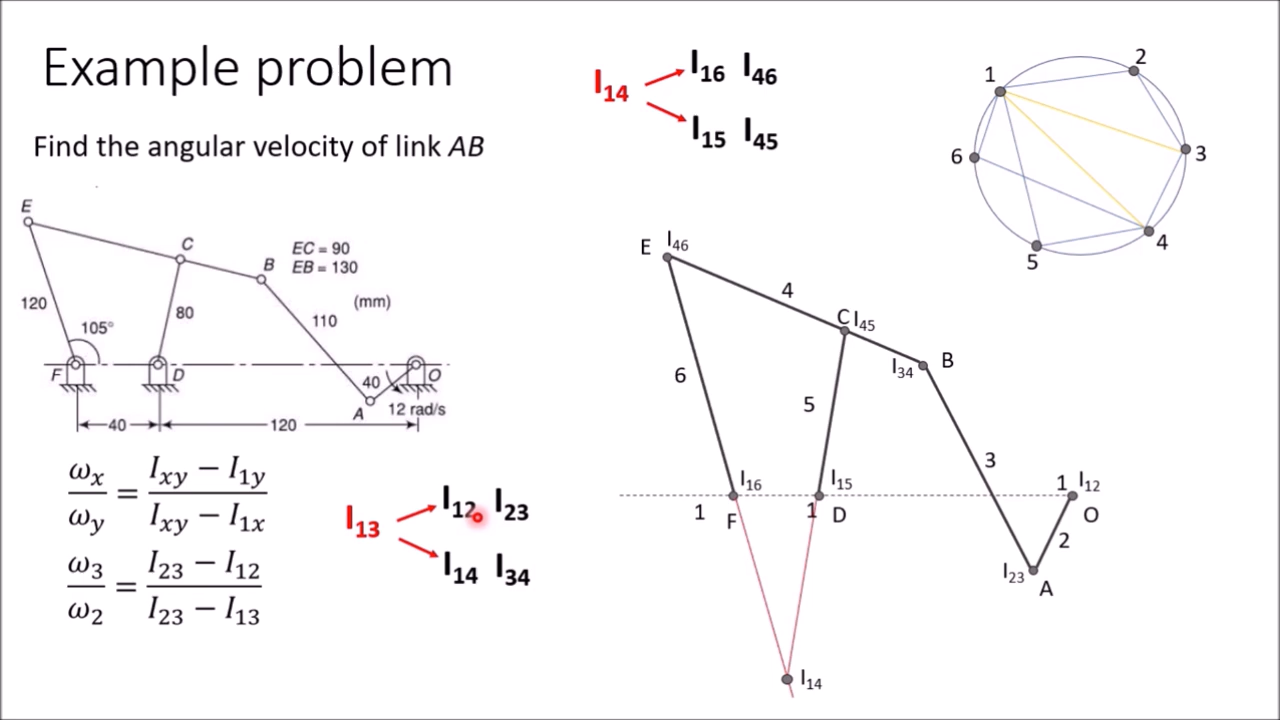 Example problem
Find the angular velocity of link AB
E
C
B
EC = 90
EB = 130
(mm)
120
105°
80
110
F
D
40
O
A
12 rad/s
40
120
ωx/ωy = (Ixy − I1y)/(Ixy − I1x)
ω3/ω2 = (I23 − I12)/(I23 − I13)
I13
I12 I23
I14 I34
I14
I16 I46
I15 I45
1
2
3
4
5
6
E I46
4
C I45
I34 B
6
5
3
I16
I15
1 I12
1 F
1 D
O
2
I23 A
I14